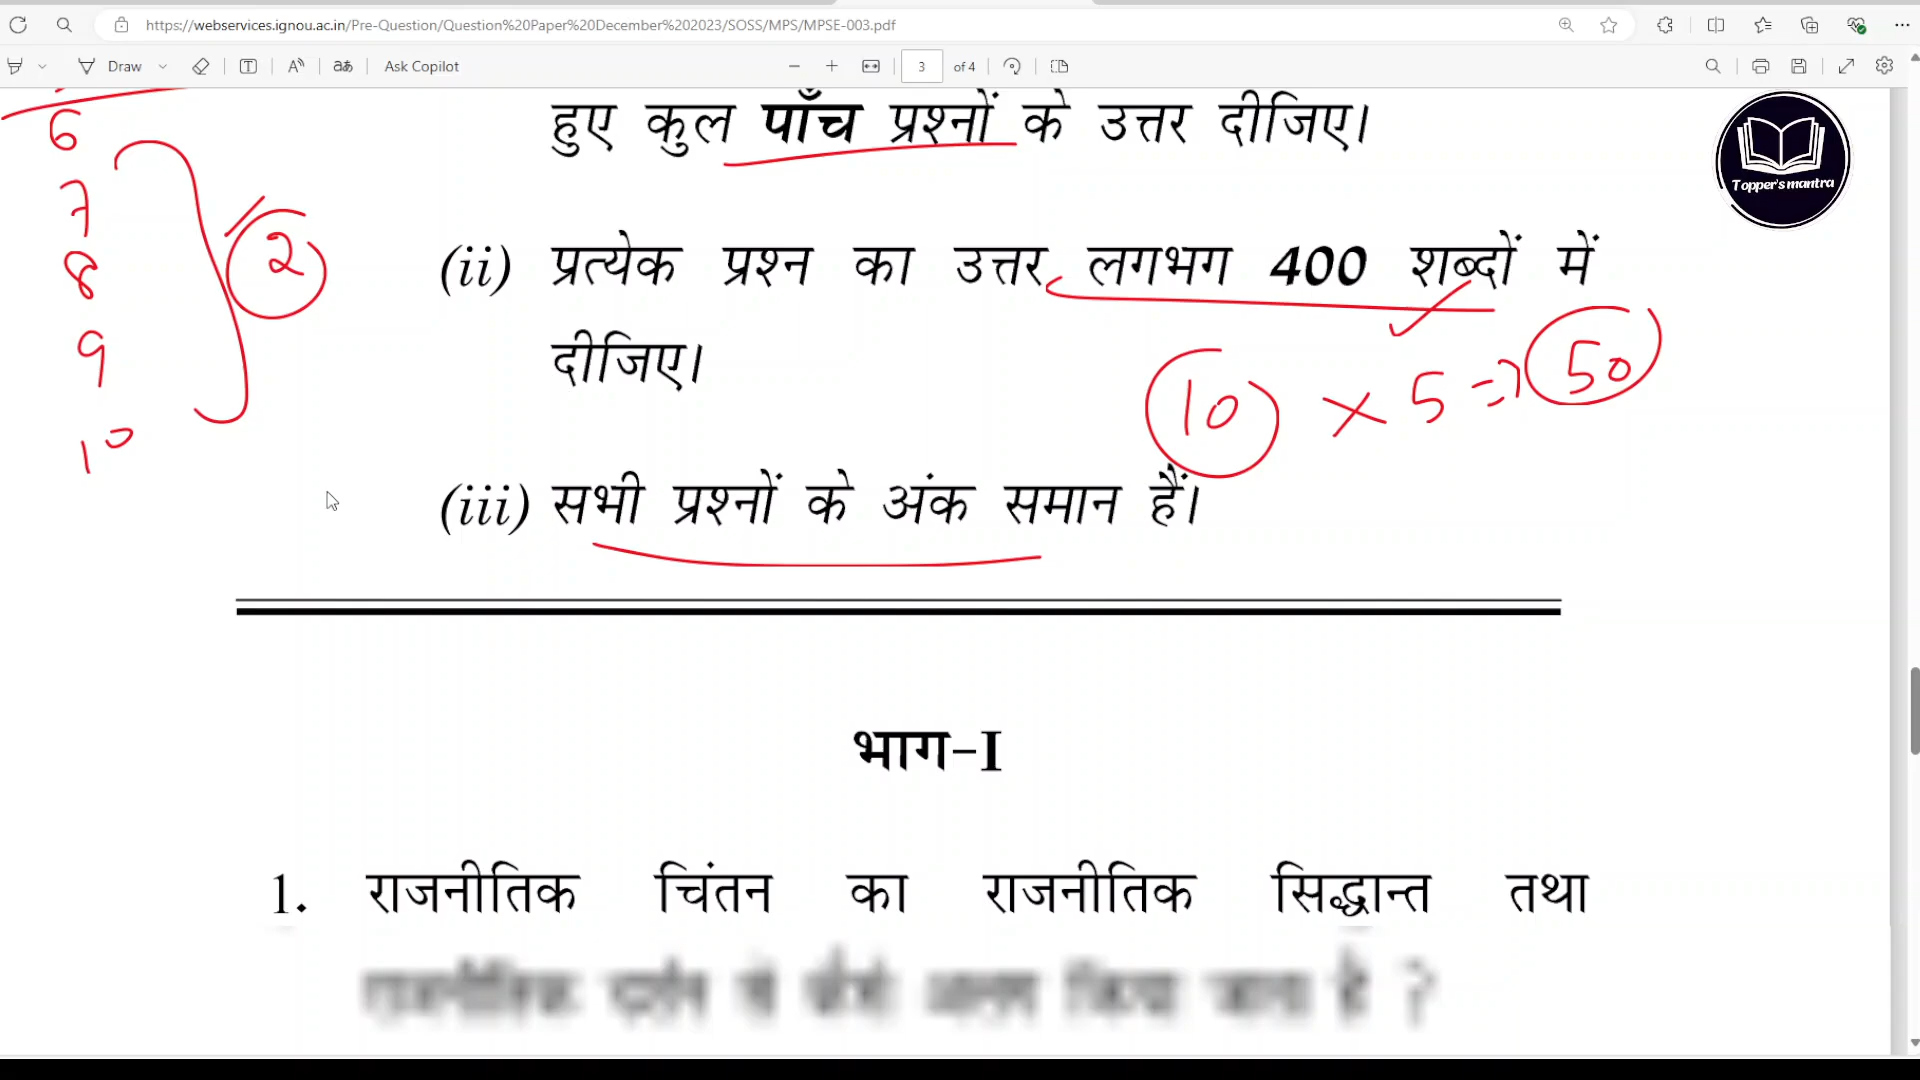 https://webservices.ignou.ac.in/Pre-Question/Question%20Paper%20December%202023/SOSS/MPS/MPSE-003.pdf
Draw
Ask Copilot
3 of 4
हुए कुल पाँच प्रश्नों के उत्तर दीजिए।
6
7
8
9
10
2
Topper's mantra
(ii) प्रत्येक प्रश्न का उत्तर लगभग 400 शब्दों में
दीजिए।
10 × 5 => 50
(iii) सभी प्रश्नों के अंक समान हैं।
भाग-I
1. राजनीतिक चिंतन का राजनीतिक सिद्धान्त तथा